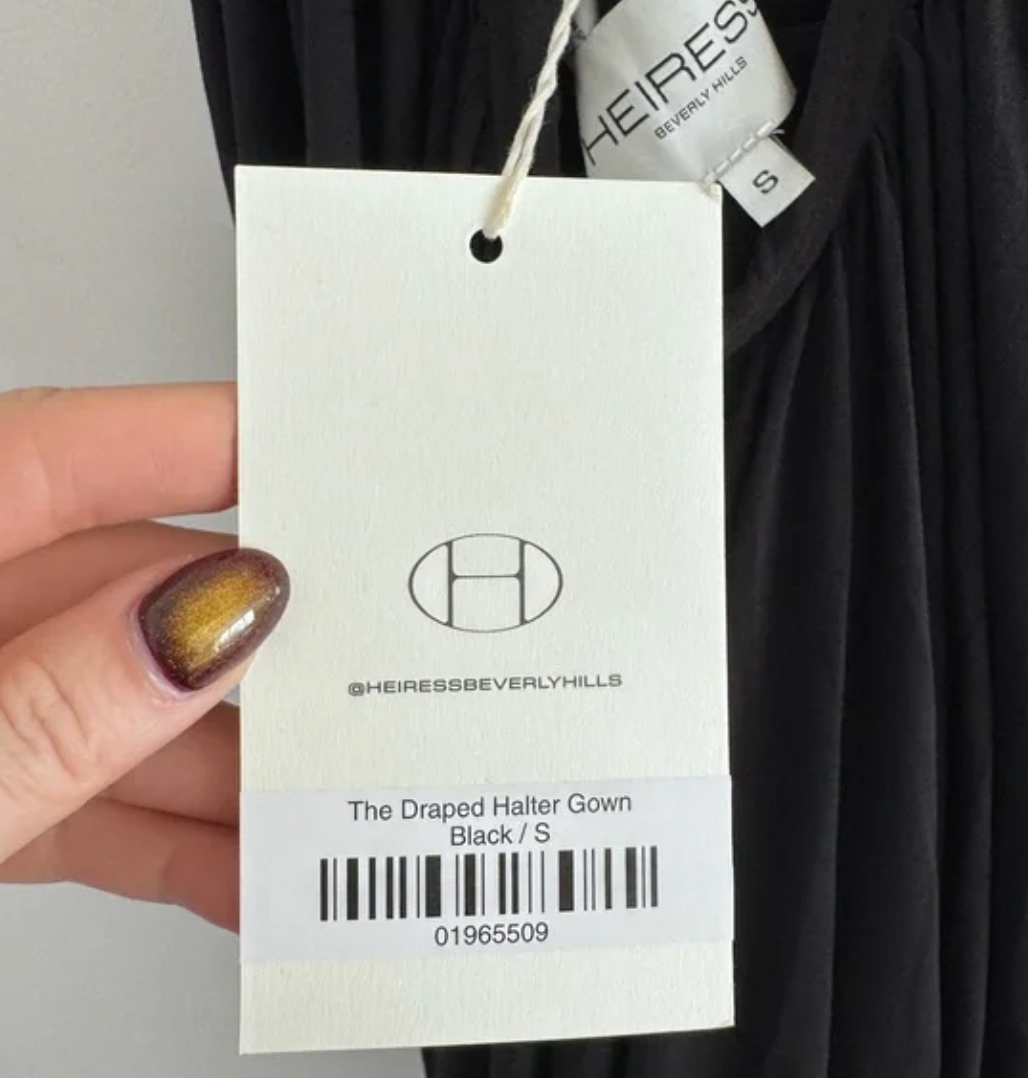 HEIRESS
BEVERLY HILLS
S
H
@HEIRESSBEVERLYHILLS
The Draped Halter Gown
Black / S
01965509